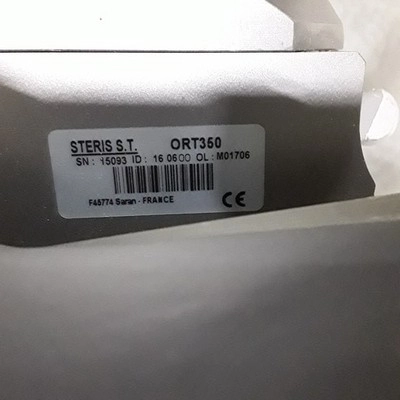 STERIS S.T. ORT350
SN: 15093 ID: 16 0600 OL: M01706
F45774 Saran - FRANCE
CE